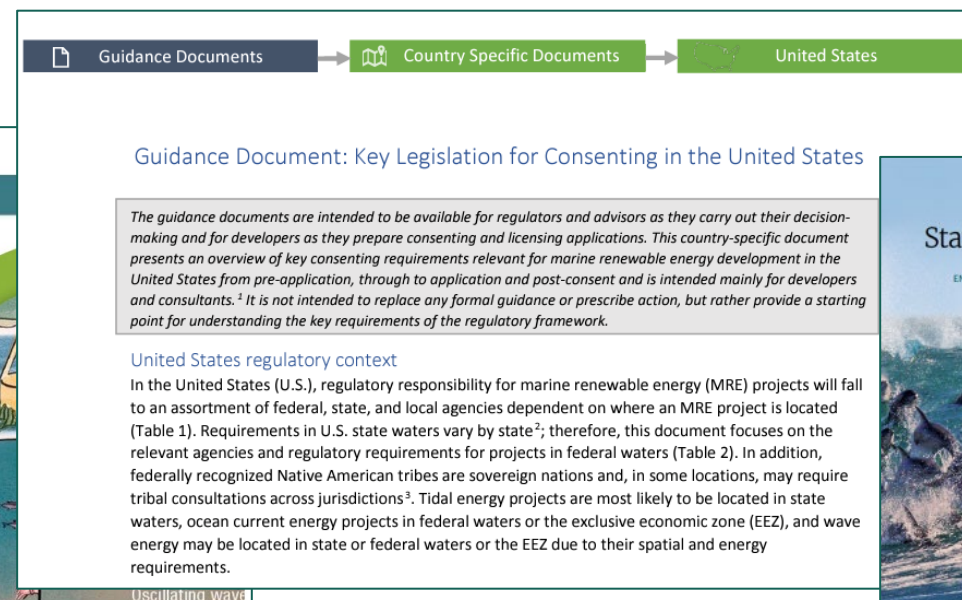 Guidance Documents
Country Specific Documents
United States
Guidance Document: Key Legislation for Consenting in the United States
The guidance documents are intended to be available for regulators and advisors as they carry out their decision-
making and for developers as they prepare consenting and licensing applications. This country-specific document
presents an overview of key consenting requirements relevant for marine renewable energy development in the
United States from pre-application, through to application and post-consent and is intended mainly for developers
and consultants.¹ It is not intended to replace any formal guidance or prescribe action, but rather provide a starting
point for understanding the key requirements of the regulatory framework.
United States regulatory context
In the United States (U.S.), regulatory responsibility for marine renewable energy (MRE) projects will fall
to an assortment of federal, state, and local agencies dependent on where an MRE project is located
(Table 1). Requirements in U.S. state waters vary by state²; therefore, this document focuses on the
relevant agencies and regulatory requirements for projects in federal waters (Table 2). In addition,
federally recognized Native American tribes are sovereign nations and, in some locations, may require
tribal consultations across jurisdictions³. Tidal energy projects are most likely to be located in state
waters, ocean current energy projects in federal waters or the exclusive economic zone (EEZ), and wave
energy may be located in state or federal waters or the EEZ due to their spatial and energy
requirements.
Sta
Oscillating wave